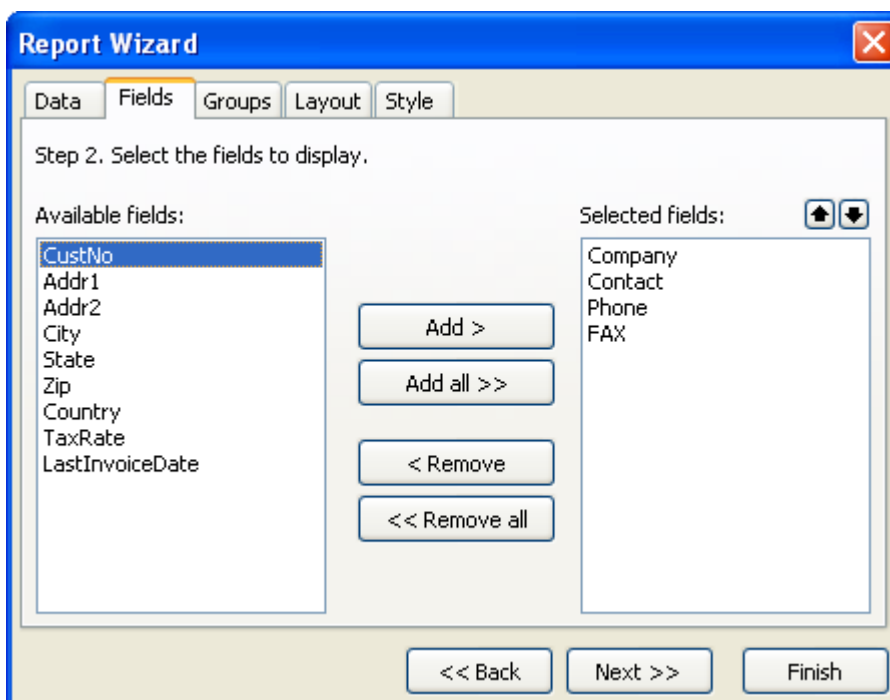 Report Wizard
Data Fields Groups Layout Style
Step 2. Select the fields to display.
Available fields:
CustNo
Addr1
Addr2
City
State
Zip
Country
TaxRate
LastInvoiceDate
Add >
Add all >>
< Remove
<< Remove all
Selected fields:
Company
Contact
Phone
FAX
<< Back Next >> Finish